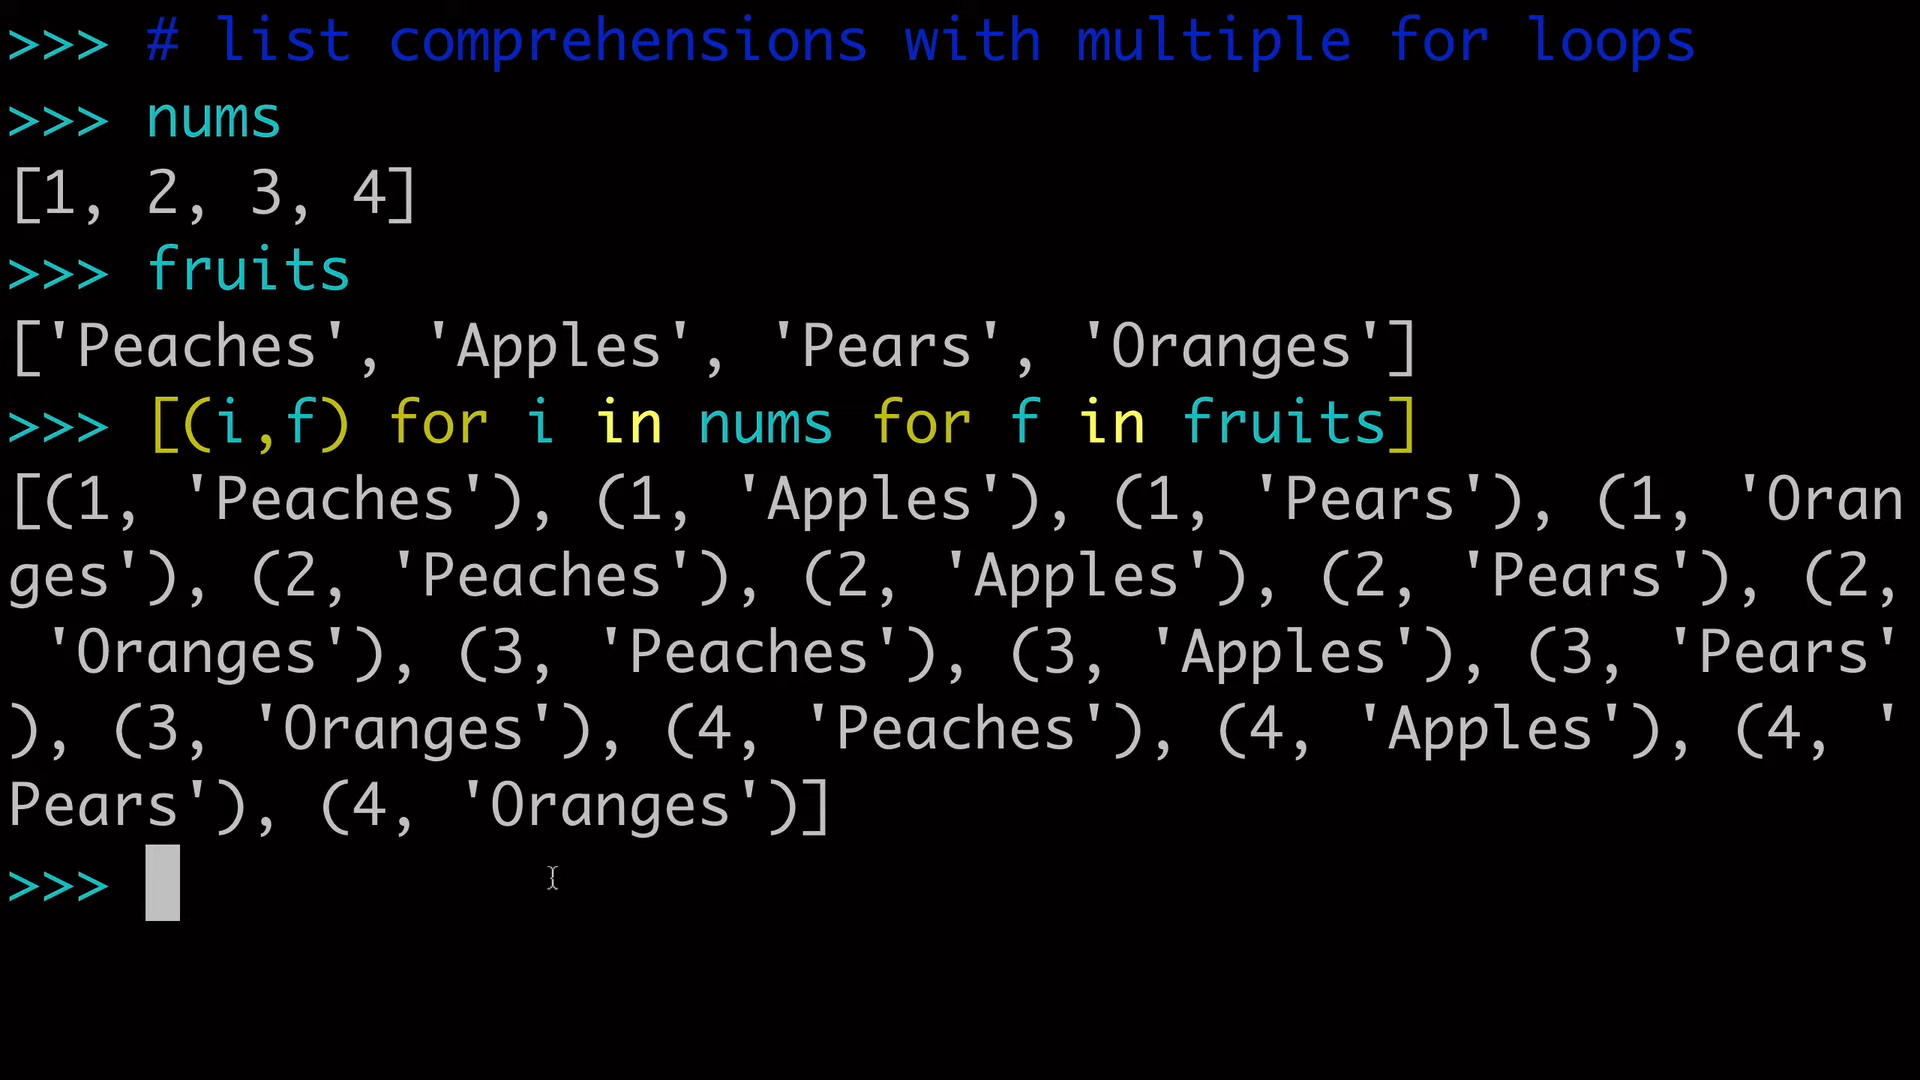 >>> # list comprehensions with multiple for loops
>>> nums
[1, 2, 3, 4]
>>> fruits
['Peaches', 'Apples', 'Pears', 'Oranges']
>>> [(i,f) for i in nums for f in fruits]
[(1, 'Peaches'), (1, 'Apples'), (1, 'Pears'), (1, 'Oran
ges'), (2, 'Peaches'), (2, 'Apples'), (2, 'Pears'), (2,
 'Oranges'), (3, 'Peaches'), (3, 'Apples'), (3, 'Pears'
), (3, 'Oranges'), (4, 'Peaches'), (4, 'Apples'), (4, '
Pears'), (4, 'Oranges')]
>>>